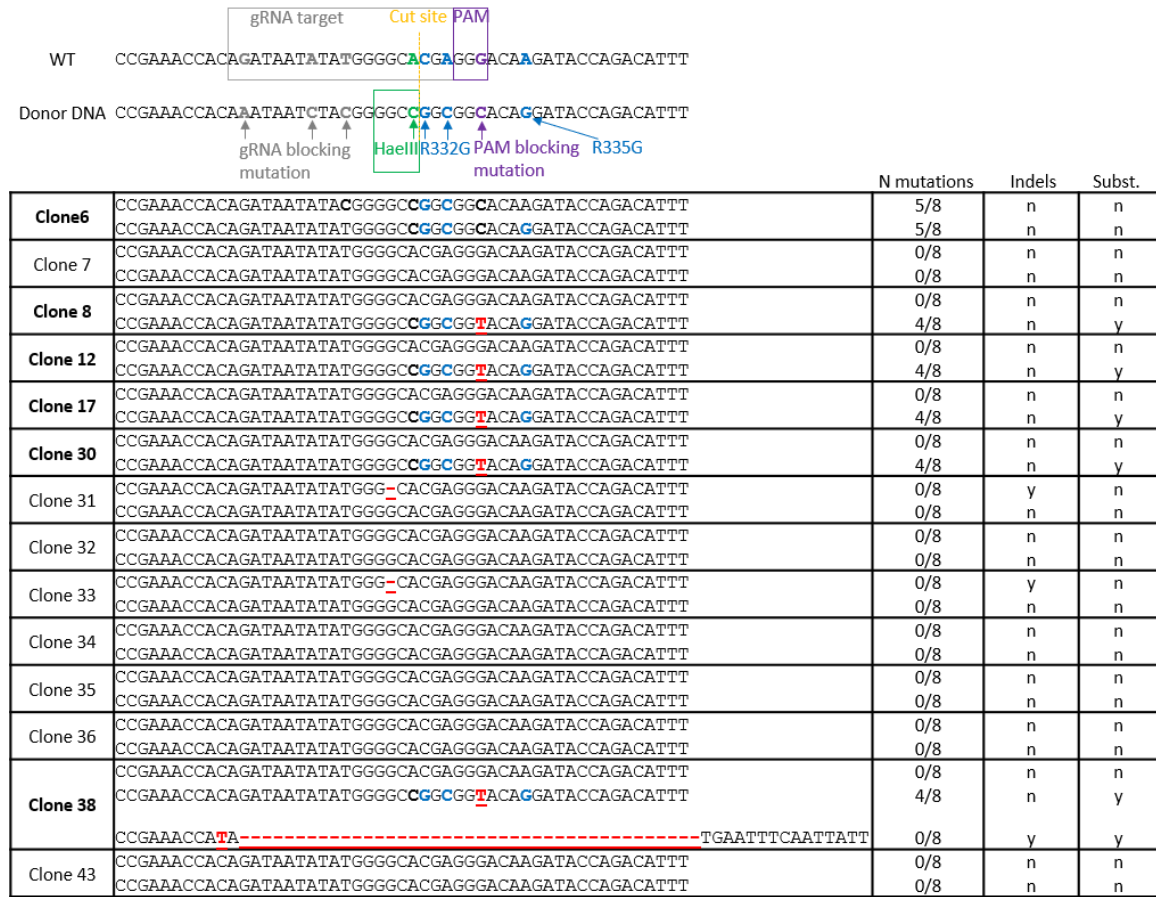 gRNA target Cut site PAM
WT CCGAAACCACAGATAATATATGGGGCACGAGGGACAAGATACCAGACATTT
Donor DNA CCGAAACCACAAATAATCTACGGGGCCGGCGGCACAGGATACCAGACATTT
gRNA blocking mutation HaeIII R332G PAM blocking mutation R335G
N mutations Indels Subst.
Clone6 CCGAAACCACAGATAATATACGGGGCCGGCGGCACAAGATACCAGACATTT 5/8 n n
CCGAAACCACAGATAATATATGGGGCCGGCGGCACAGGATACCAGACATTT 5/8 n n
Clone 7 CCGAAACCACAGATAATATATGGGGCACGAGGGACAAGATACCAGACATTT 0/8 n n
CCGAAACCACAGATAATATATGGGGCACGAGGGACAAGATACCAGACATTT 0/8 n n
Clone 8 CCGAAACCACAGATAATATATGGGGCACGAGGGACAAGATACCAGACATTT 0/8 n n
CCGAAACCACAGATAATATATGGGGCCGGCGGTACAGGATACCAGACATTT 4/8 n y
Clone 12 CCGAAACCACAGATAATATATGGGGCACGAGGGACAAGATACCAGACATTT 0/8 n n
CCGAAACCACAGATAATATATGGGGCCGGCGGTACAGGATACCAGACATTT 4/8 n y
Clone 17 CCGAAACCACAGATAATATATGGGGCACGAGGGACAAGATACCAGACATTT 0/8 n n
CCGAAACCACAGATAATATATGGGGCCGGCGGTACAGGATACCAGACATTT 4/8 n y
Clone 30 CCGAAACCACAGATAATATATGGGGCACGAGGGACAAGATACCAGACATTT 0/8 n n
CCGAAACCACAGATAATATATGGGGCCGGCGGTACAGGATACCAGACATTT 4/8 n y
Clone 31 CCGAAACCACAGATAATATATGGG-CACGAGGGACAAGATACCAGACATTT 0/8 y n
CCGAAACCACAGATAATATATGGGGCACGAGGGACAAGATACCAGACATTT 0/8 n n
Clone 32 CCGAAACCACAGATAATATATGGGGCACGAGGGACAAGATACCAGACATTT 0/8 n n
CCGAAACCACAGATAATATATGGGGCACGAGGGACAAGATACCAGACATTT 0/8 n n
Clone 33 CCGAAACCACAGATAATATATGGG-CACGAGGGACAAGATACCAGACATTT 0/8 y n
CCGAAACCACAGATAATATATGGGGCACGAGGGACAAGATACCAGACATTT 0/8 n n
Clone 34 CCGAAACCACAGATAATATATGGGGCACGAGGGACAAGATACCAGACATTT 0/8 n n
CCGAAACCACAGATAATATATGGGGCACGAGGGACAAGATACCAGACATTT 0/8 n n
Clone 35 CCGAAACCACAGATAATATATGGGGCACGAGGGACAAGATACCAGACATTT 0/8 n n
CCGAAACCACAGATAATATATGGGGCACGAGGGACAAGATACCAGACATTT 0/8 n n
Clone 36 CCGAAACCACAGATAATATATGGGGCACGAGGGACAAGATACCAGACATTT 0/8 n n
CCGAAACCACAGATAATATATGGGGCACGAGGGACAAGATACCAGACATTT 0/8 n n
Clone 38 CCGAAACCACAGATAATATATGGGGCACGAGGGACAAGATACCAGACATTT 0/8 n n
CCGAAACCACAGATAATATATGGGGCCGGCGGTACAGGATACCAGACATTT 4/8 n y
CCGAAACCATA-----------------------------------------TGAATTTCAATTATT 0/8 y y
Clone 43 CCGAAACCACAGATAATATATGGGGCACGAGGGACAAGATACCAGACATTT 0/8 n n
CCGAAACCACAGATAATATATGGGGCACGAGGGACAAGATACCAGACATTT 0/8 n n